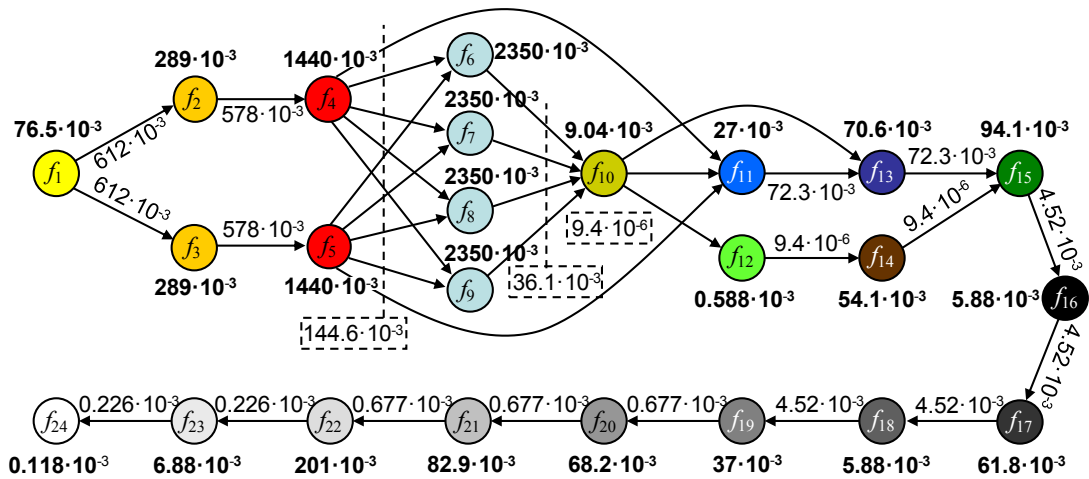 289·10⁻³
1440·10⁻³
f₆
2350·10⁻³
f₂
578·10⁻³
f₄
2350·10⁻³
76.5·10⁻³
612·10⁻³
f₇
9.04·10⁻³
27·10⁻³
70.6·10⁻³
94.1·10⁻³
f₁
2350·10⁻³
f₁₀
f₁₁
72.3·10⁻³
f₁₃
72.3·10⁻³
f₁₅
612·10⁻³
f₈
9.4·10⁻⁶
f₃
578·10⁻³
f₅
2350·10⁻³
9.4·10⁻⁶
f₁₂
9.4·10⁻⁶
f₁₄
4.52·10⁻³
289·10⁻³
1440·10⁻³
f₉
36.1·10⁻³
0.588·10⁻³
54.1·10⁻³
5.88·10⁻³
f₁₆
144.6·10⁻³
4.52·10⁻³
f₂₄
0.226·10⁻³
f₂₃
0.226·10⁻³
f₂₂
0.677·10⁻³
f₂₁
0.677·10⁻³
f₂₀
0.677·10⁻³
f₁₉
4.52·10⁻³
f₁₈
4.52·10⁻³
f₁₇
0.118·10⁻³
6.88·10⁻³
201·10⁻³
82.9·10⁻³
68.2·10⁻³
37·10⁻³
5.88·10⁻³
61.8·10⁻³